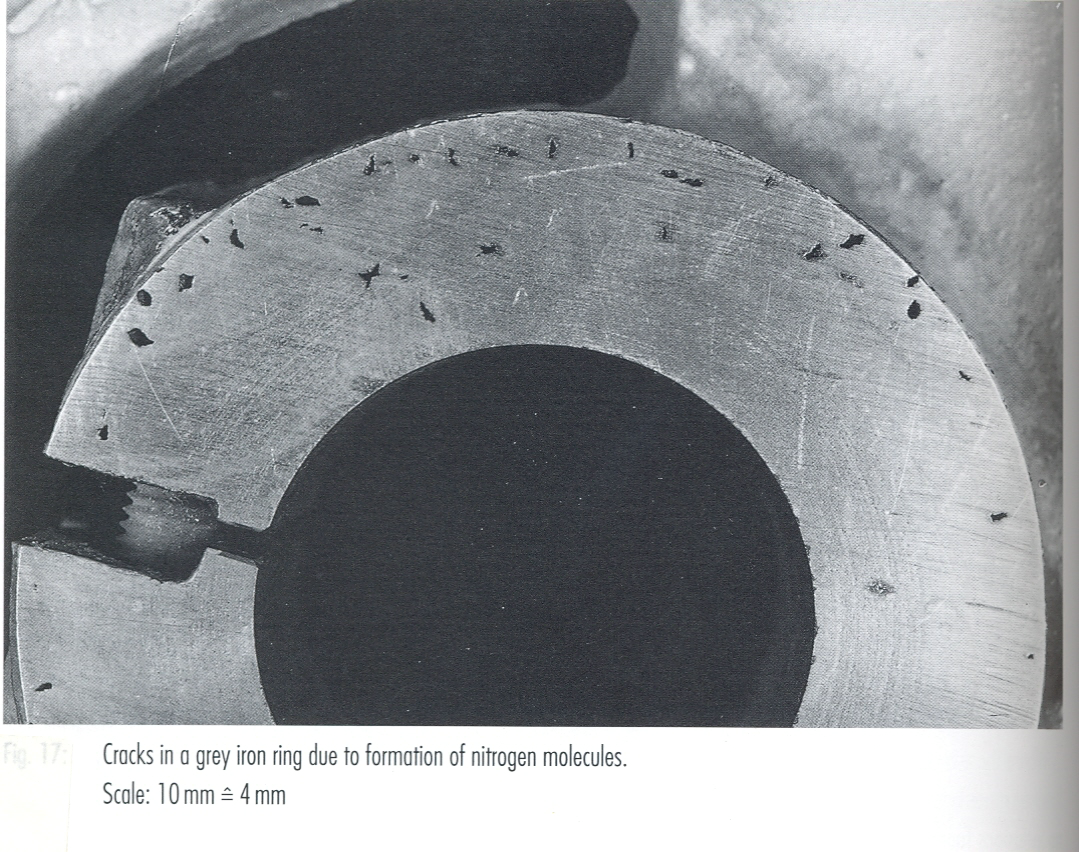 Fig. 17:
Cracks in a grey iron ring due to formation of nitrogen molecules.
Scale: 10 mm ≙ 4 mm